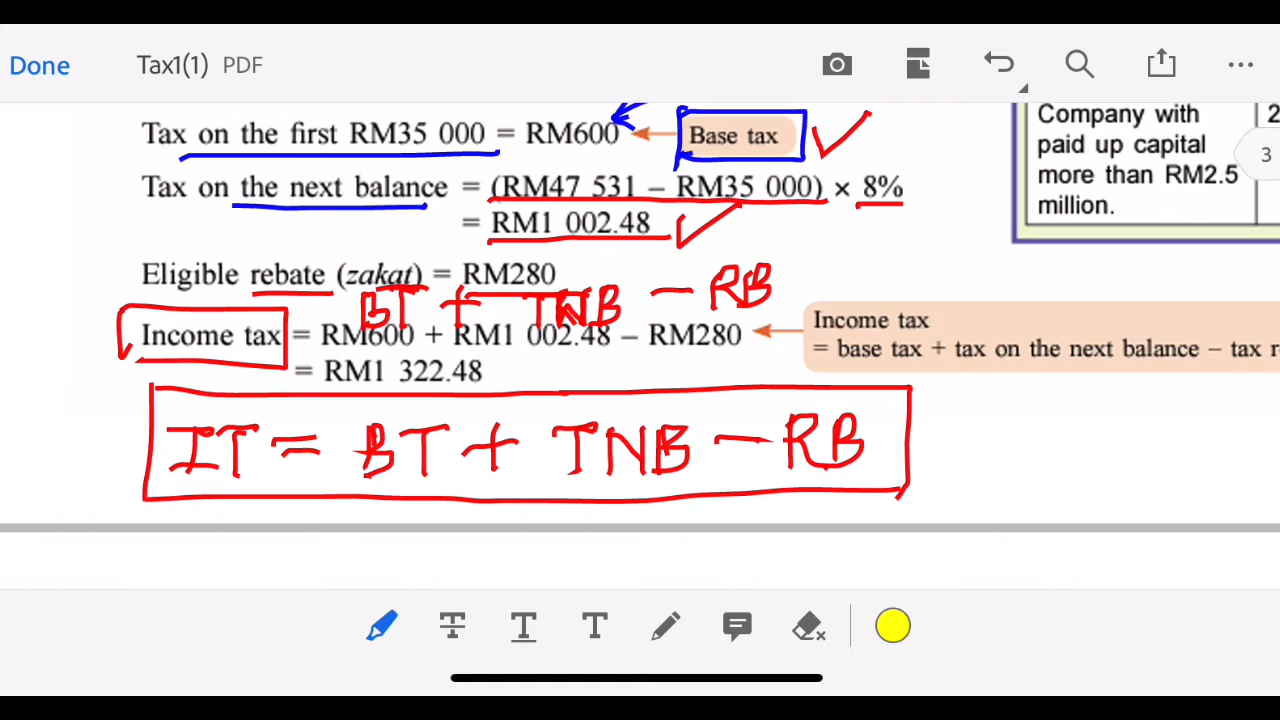 Done Tax1(1) PDF
Tax on the first RM35 000 = RM600 Base tax
Tax on the next balance = (RM47 531 – RM35 000) × 8%
= RM1 002.48
Eligible rebate (zakat) = RM280
BT + TNB – RB
Income tax = RM600 + RM1 002.48 – RM280
= RM1 322.48
IT = BT + TNB – RB
Income tax
= base tax + tax on the next balance – tax r
Company with
paid up capital
more than RM2.5
million.
2
3